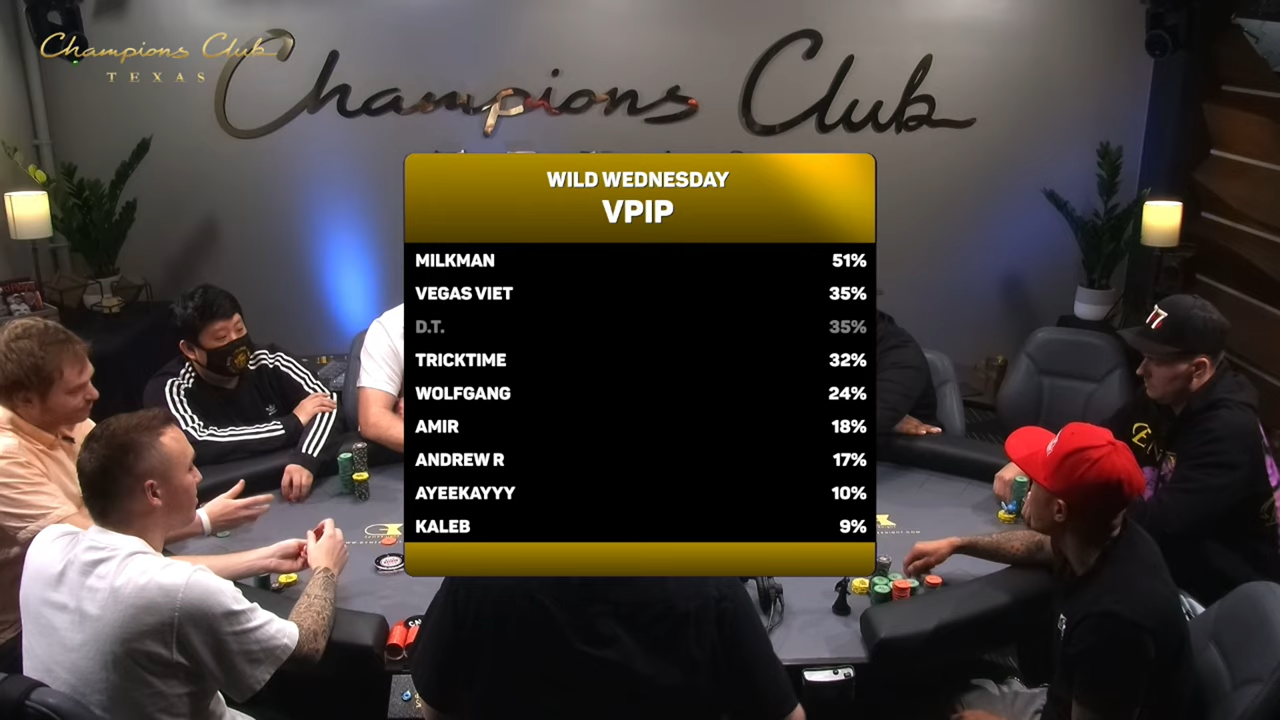 Champions Club
TEXAS
Champions Club
WILD WEDNESDAY
VPIP
MILKMAN 51%
VEGAS VIET 35%
D.T. 35%
TRICKTIME 32%
WOLFGANG 24%
AMIR 18%
ANDREW R 17%
AYEEKAYYY 10%
KALEB 9%
77